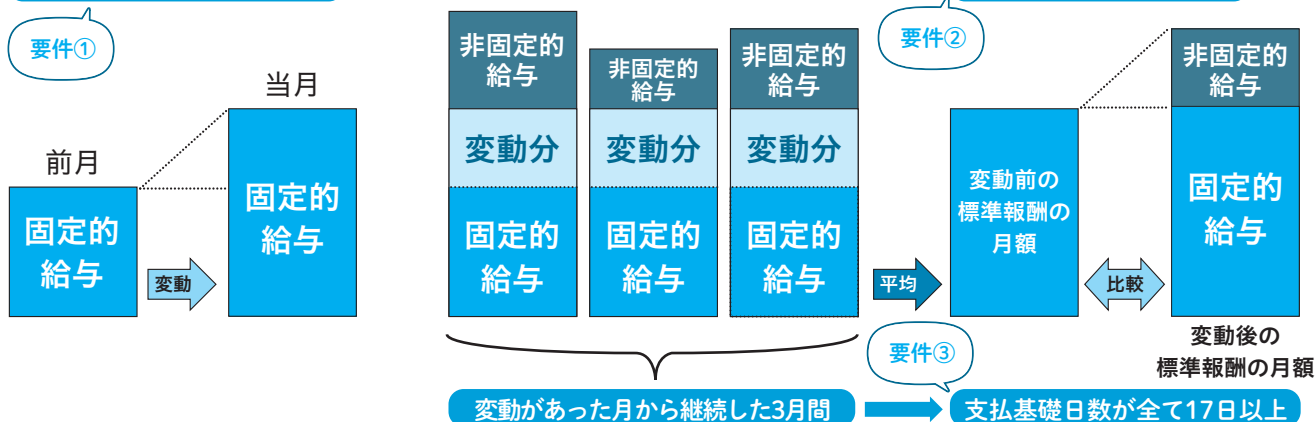 要件①
前月
固定的
給与
変動
当月
固定的
給与
非固定的
給与
変動分
固定的
給与
非固定的
給与
変動分
固定的
給与
非固定的
給与
変動分
固定的
給与
変動があった月から継続した3月間
平均
要件②
変動前の
標準報酬の
月額
比較
非固定的
給与
固定的
給与
変動後の
標準報酬の月額
要件③
支払基礎日数が全て17日以上